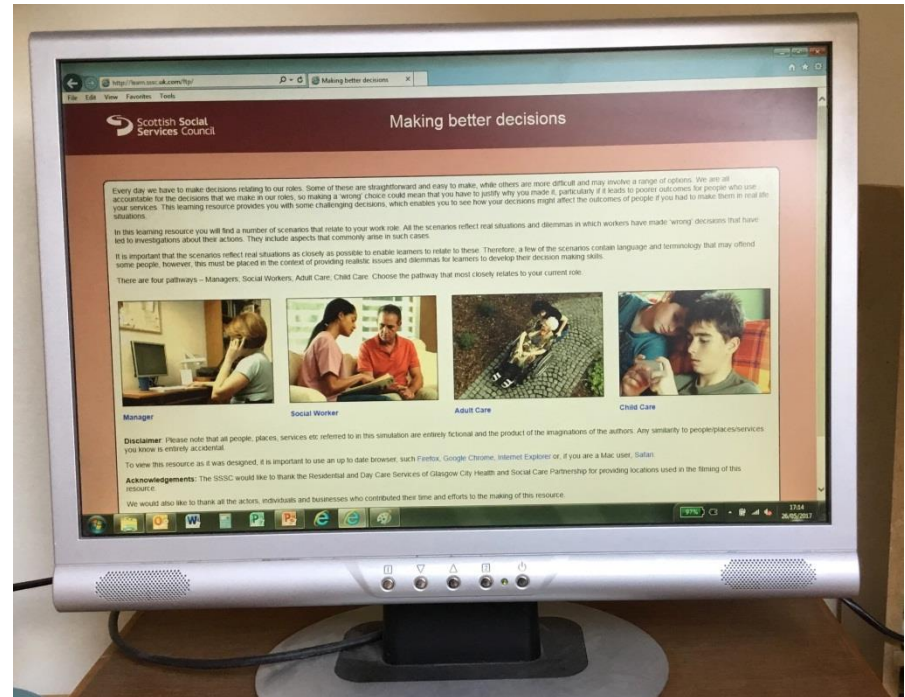 http://learn.sssc.uk.com/ftp/
Making better decisions
File Edit View Favorites Tools
Scottish Social
Services Council
Making better decisions
Every day we have to make decisions relating to our roles. Some of these are straightforward and easy to make, while others are more difficult and may involve a range of options. We are all
accountable for the decisions that we make in our roles, so making a 'wrong' choice could mean that you have to justify why you made it, particularly if it leads to poorer outcomes for people who use
your services. This learning resource provides you with some challenging decisions, which enables you to see how your decisions might affect the outcomes of people if you had to make them in real life
situations.
In this learning resource you will find a number of scenarios that relate to your work role. All the scenarios reflect real situations and dilemmas in which workers have made 'wrong' decisions that have
led to investigations about their actions. They include aspects that commonly arise in such cases.
It is important that the scenarios reflect real situations as closely as possible to enable learners to relate to these. Therefore, a few of the scenarios contain language and terminology that may offend
some people, however, this must be placed in the context of providing realistic issues and dilemmas for learners to develop their decision making skills.
There are four pathways – Managers, Social Workers, Adult Care, Child Care. Choose the pathway that most closely relates to your current role.
Manager
Social Worker
Adult Care
Child Care
Disclaimer: Please note that all people, places, services etc referred to in this simulation are entirely fictional and the product of the imaginations of the authors. Any similarity to people/places/services
you know is entirely accidental.
To view this resource as it was designed, it is important to use an up to date browser, such Firefox, Google Chrome, Internet Explorer or, if you are a Mac user, Safari.
Acknowledgements: The SSSC would like to thank the Residential and Day Care Services of Glasgow City Health and Social Care Partnership for providing locations used in the filming of this
resource.
We would also like to thank all the actors, individuals and businesses who contributed their time and efforts to the making of this resource.
97%
17:14
26/05/2017